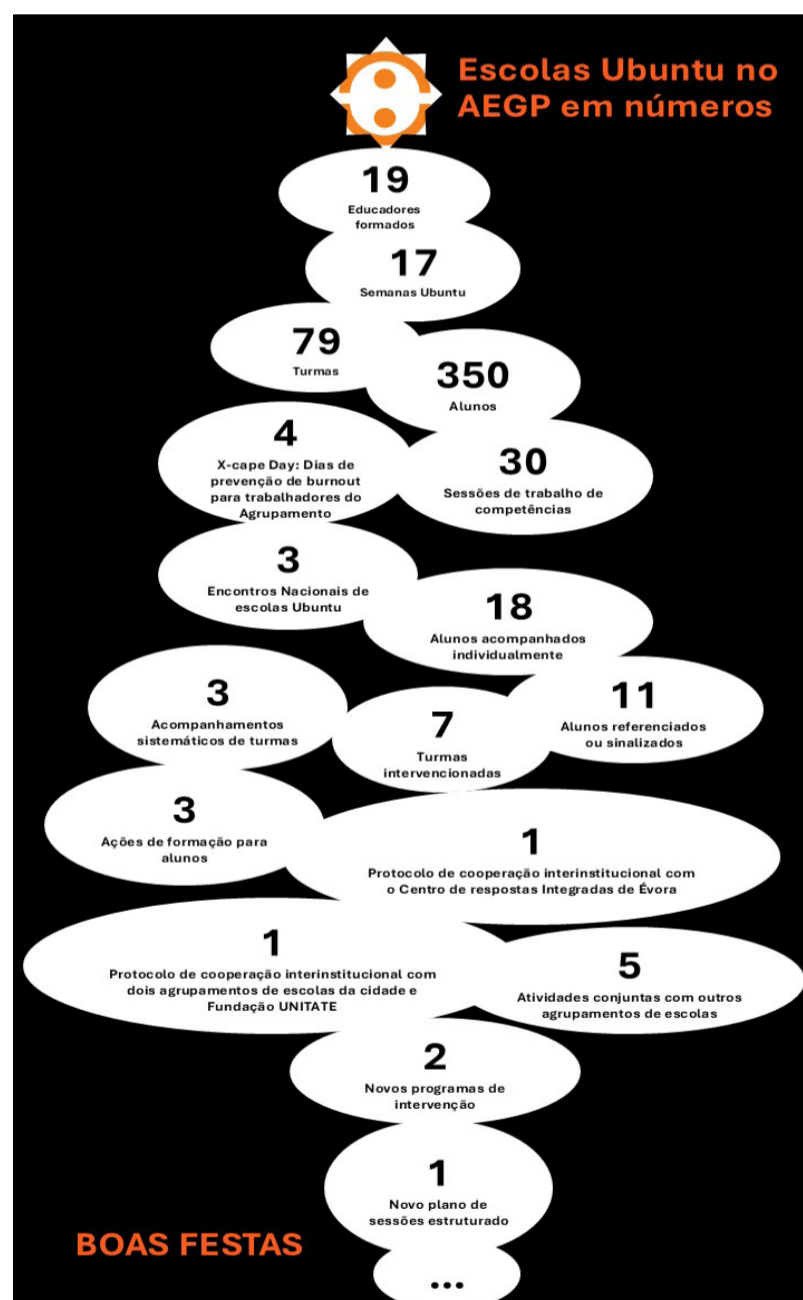 Escolas Ubuntu no
AEGP em números
19
Educadores
formados
17
Semanas Ubuntu
79
Turmas
350
Alunos
4
X-cape Day: Dias de
prevenção de burnout
para trabalhadores do
Agrupamento
30
Sessões de trabalho de
competências
3
Encontros Nacionais de
escolas Ubuntu
18
Alunos acompanhados
individualmente
3
Acompanhamentos
sistemáticos de turmas
7
Turmas
intervencionadas
11
Alunos referenciados
ou sinalizados
3
Ações de formação para
alunos
1
Protocolo de cooperação interinstitucional com
o Centro de respostas Integradas de Évora
1
Protocolo de cooperação interinstitucional com
dois agrupamentos de escolas da cidade e
Fundação UNITATE
5
Atividades conjuntas com outros
agrupamentos de escolas
2
Novos programas de
intervenção
1
Novo plano de
sessões estruturado
BOAS FESTAS
...